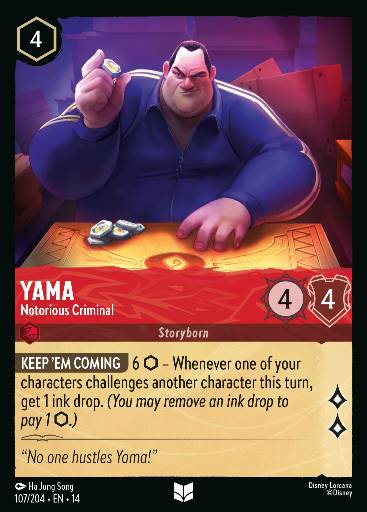 4
YAMA
Notorious Criminal
4
4
Storyborn
KEEP 'EM COMING 6 ⬡ – Whenever one of your
characters challenges another character this turn,
get 1 ink drop. (You may remove an ink drop to
pay 1 ⬡.)
“No one hustles Yama!”
Ha Jung Song
107/204 • EN • 14
Disney Lorcana
©Disney